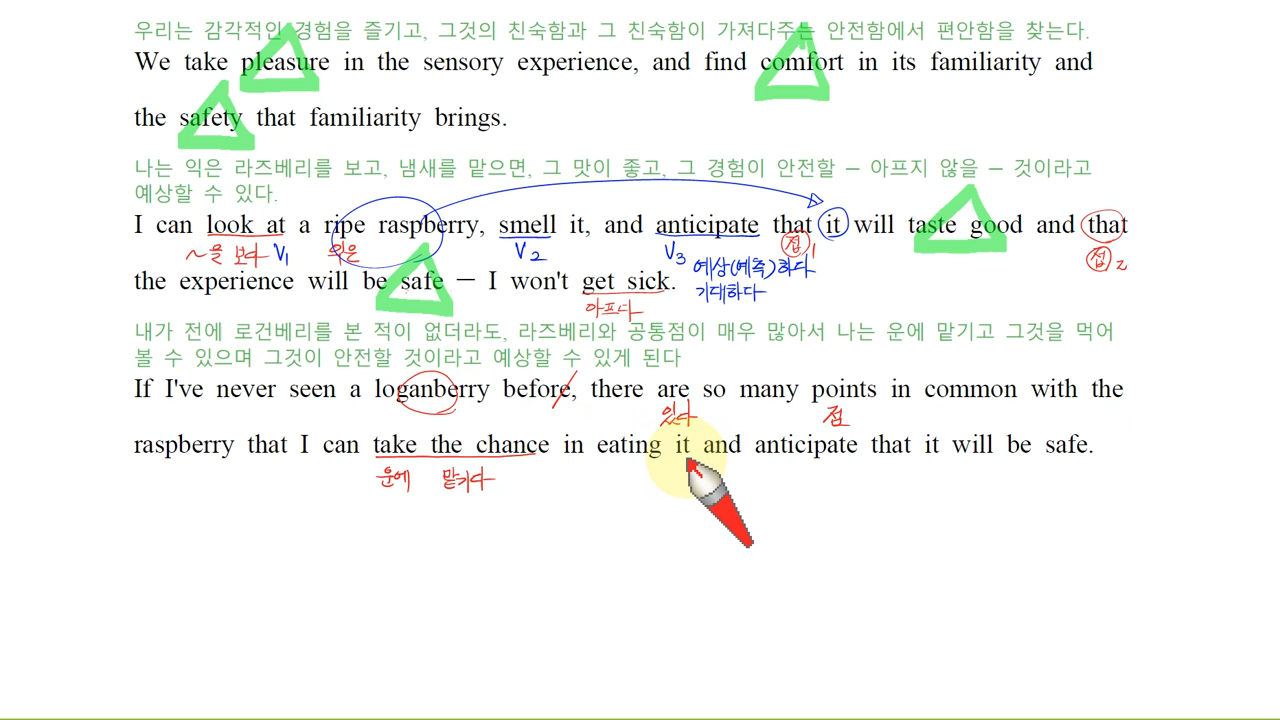 우리는 감각적인 경험을 즐기고, 그것의 친숙함과 그 친숙함이 가져다주는 안전함에서 편안함을 찾는다.
We take pleasure in the sensory experience, and find comfort in its familiarity and
the safety that familiarity brings.
나는 익은 라즈베리를 보고, 냄새를 맡으면, 그 맛이 좋고, 그 경험이 안전할 – 아프지 않을 – 것이라고
예상할 수 있다.
I can look at a ripe raspberry, smell it, and anticipate that it will taste good and that
~을 보다 V1 익은 V2 V3 예상(예측)하다 접 1 접 2
the experience will be safe – I won't get sick.
기대하다
아프다
내가 전에 로건베리를 본 적이 없더라도, 라즈베리와 공통점이 매우 많아서 나는 운에 맡기고 그것을 먹어
볼 수 있으며 그것이 안전할 것이라고 예상할 수 있게 된다
If I've never seen a loganberry before, there are so many points in common with the
있다 점
raspberry that I can take the chance in eating it and anticipate that it will be safe.
운에 맡기다